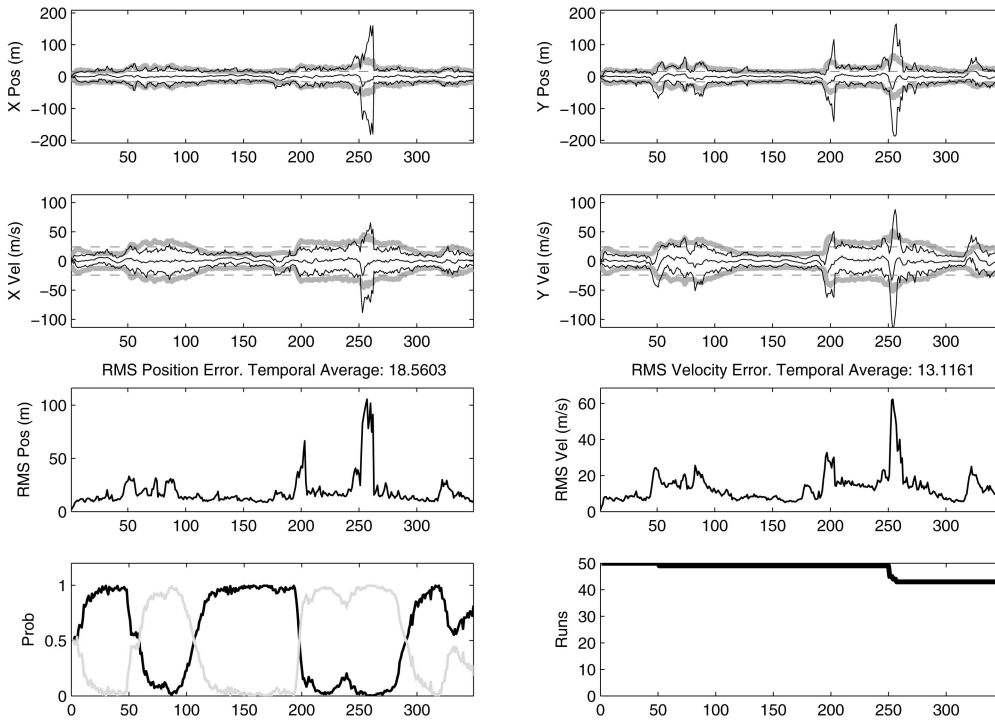 200
100
0
−100
−200
X Pos (m)
50 100 150 200 250 300
200
100
0
−100
−200
Y Pos (m)
50 100 150 200 250 300
100
50
0
−50
−100
X Vel (m/s)
50 100 150 200 250 300
100
50
0
−50
−100
Y Vel (m/s)
50 100 150 200 250 300
RMS Position Error. Temporal Average: 18.5603
100
50
0
RMS Pos (m)
50 100 150 200 250 300
RMS Velocity Error. Temporal Average: 13.1161
60
40
20
0
RMS Vel (m/s)
50 100 150 200 250 300
1
0.5
0
Prob
0 50 100 150 200 250 300
50
40
30
20
10
0
Runs
0 50 100 150 200 250 300